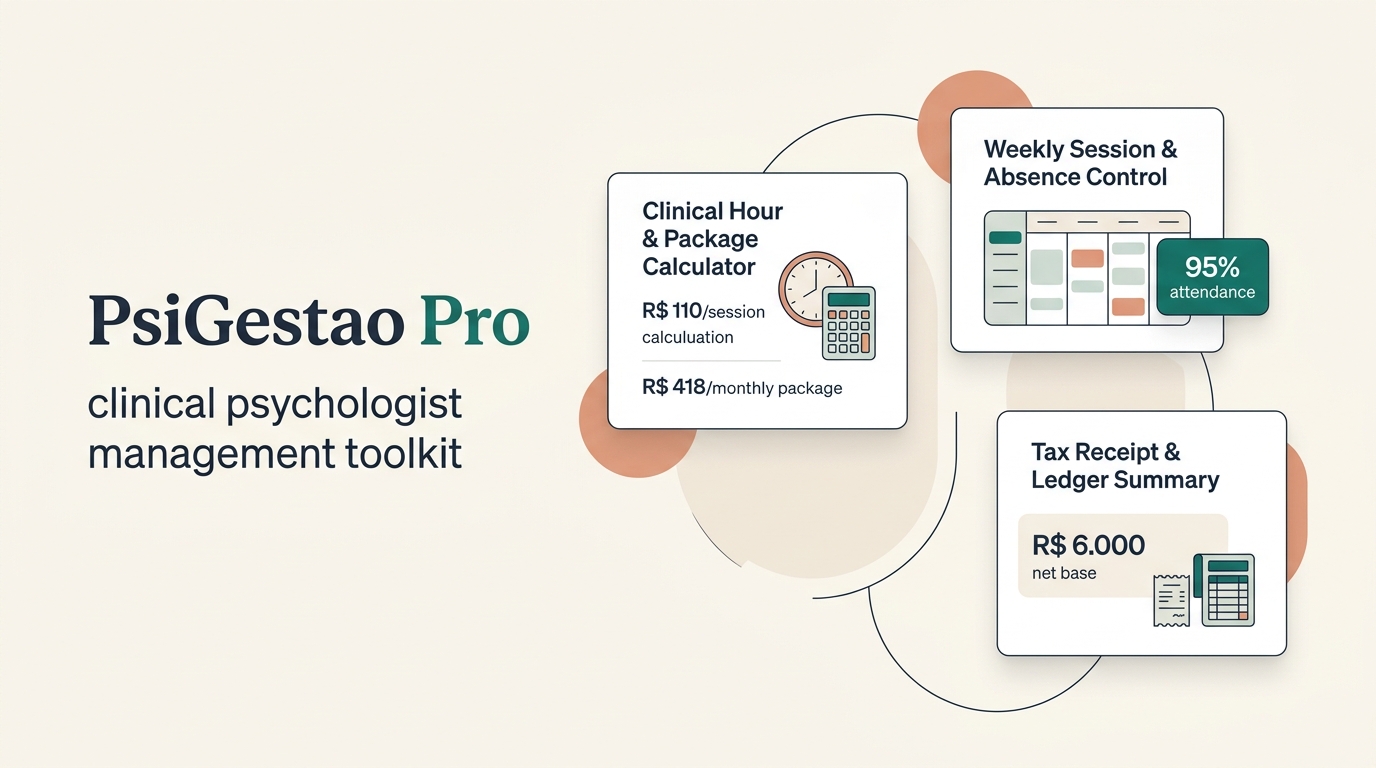 PsiGestao Pro
clinical psychologist
management toolkit
Clinical Hour
& Package
Calculator
R$ 110/session
calculuation
R$ 418/monthly package
Weekly Session &
Absence Control
95%
attendance
Tax Receipt &
Ledger Summary
R$ 6.000
net base